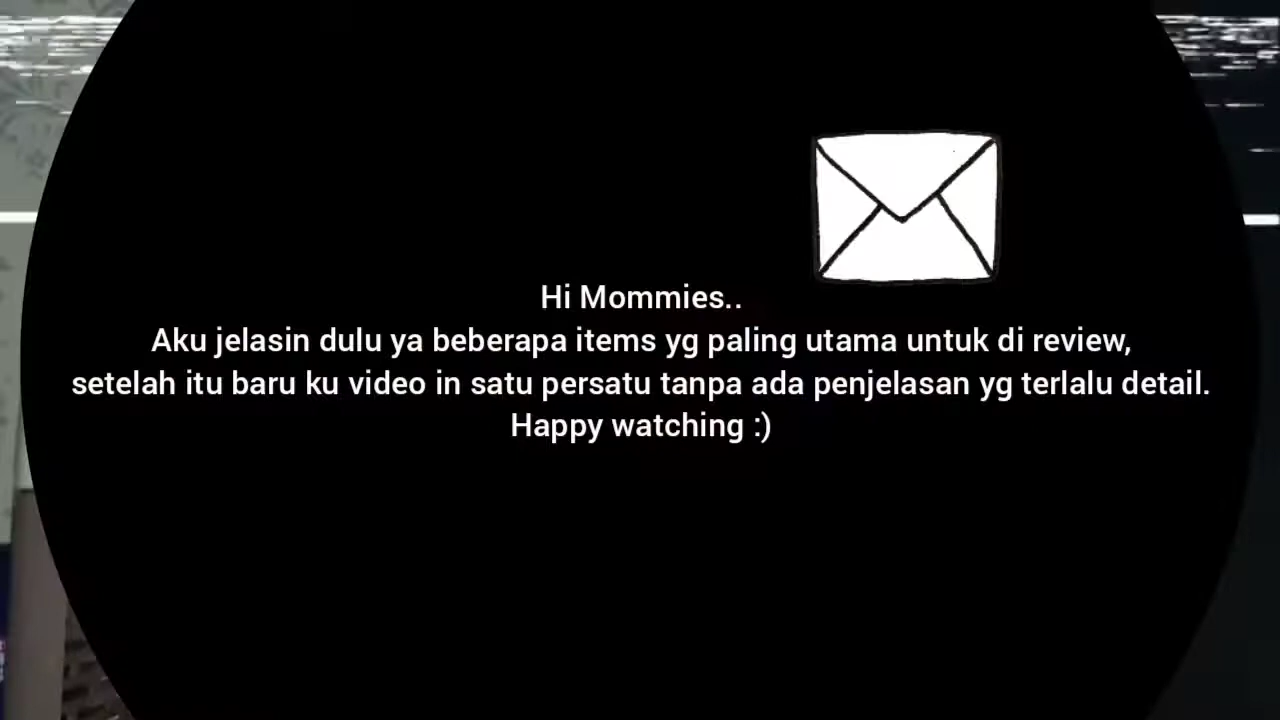 Hi Mommies..
Aku jelasin dulu ya beberapa items yg paling utama untuk di review,
setelah itu baru ku video in satu persatu tanpa ada penjelasan yg terlalu detail.
Happy watching :)